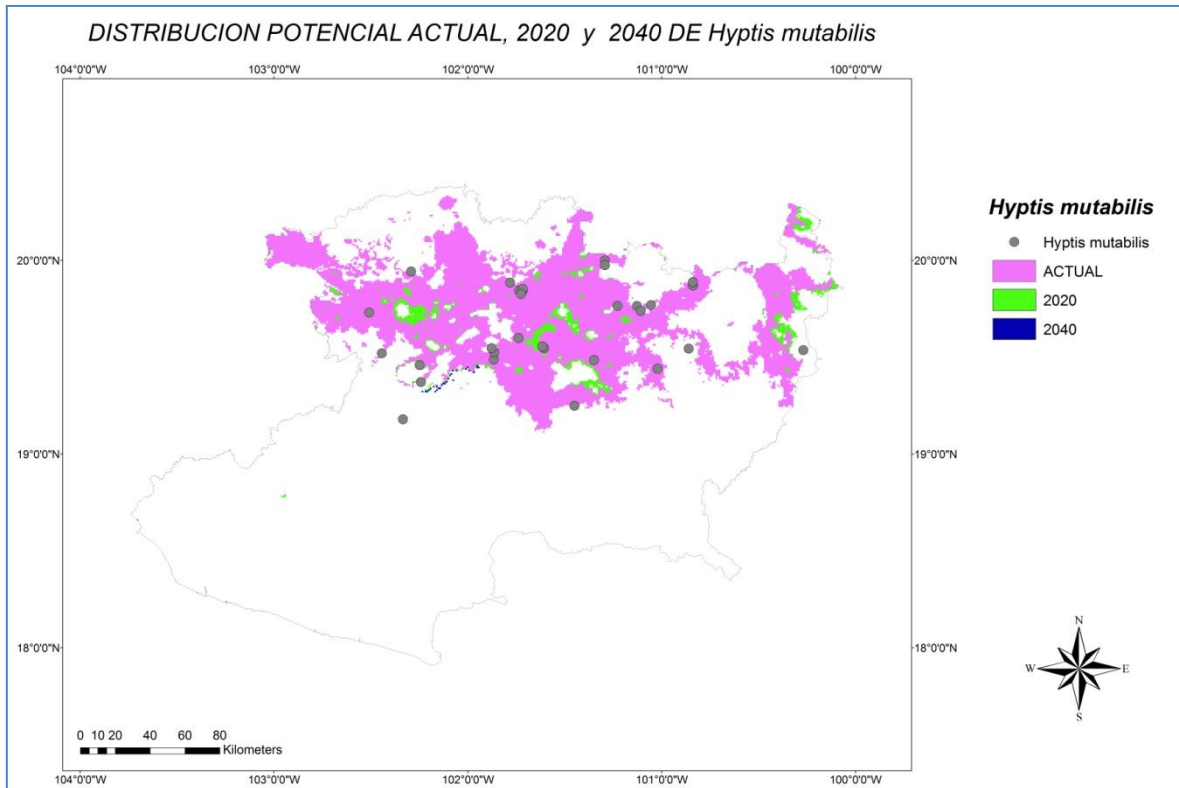 DISTRIBUCION POTENCIAL ACTUAL, 2020 y 2040 DE Hyptis mutabilis
104°0'0"W 103°0'0"W 102°0'0"W 101°0'0"W 100°0'0"W
20°0'0"N 20°0'0"N
19°0'0"N 19°0'0"N
18°0'0"N 18°0'0"N
Hyptis mutabilis
Hyptis mutabilis
ACTUAL
2020
2040
N
W E
S
0 10 20 40 60 80
Kilometers
104°0'0"W 103°0'0"W 102°0'0"W 101°0'0"W 100°0'0"W